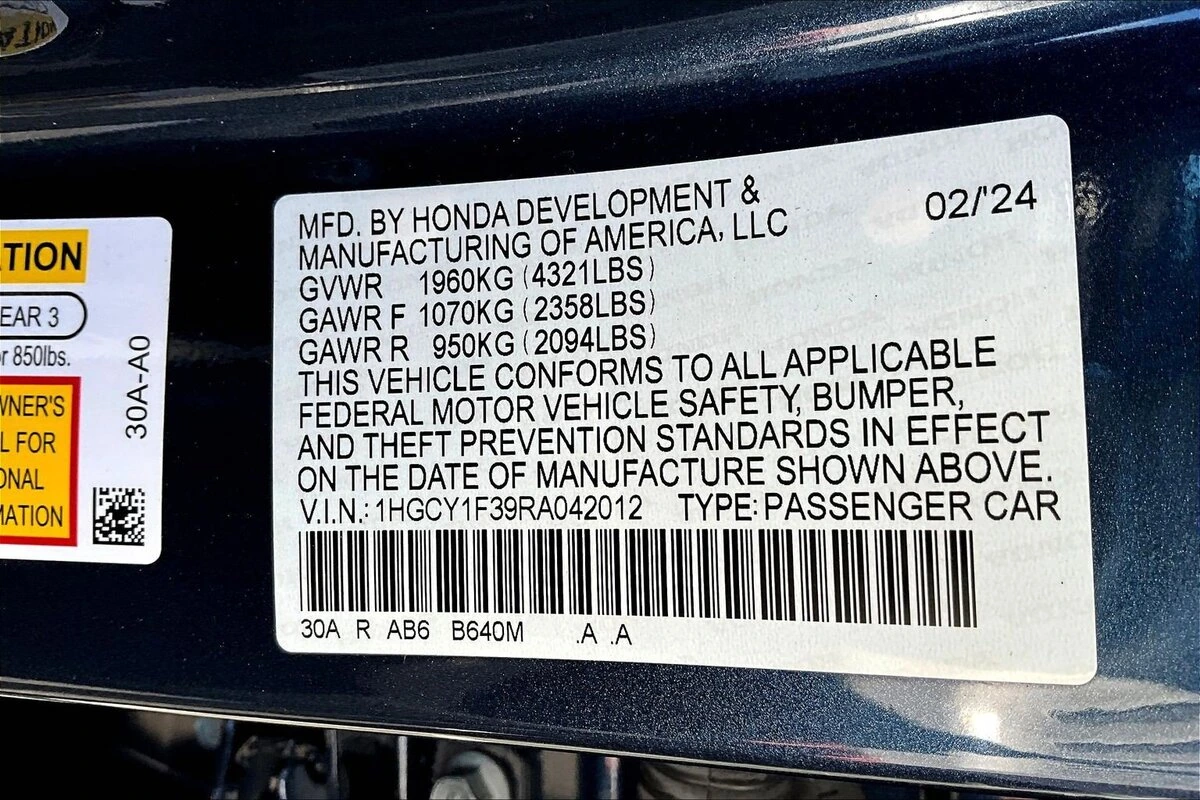 MFD. BY HONDA DEVELOPMENT &
MANUFACTURING OF AMERICA, LLC
02/'24
GVWR 1960KG (4321LBS)
GAWR F 1070KG (2358LBS)
GAWR R 950KG (2094LBS)
THIS VEHICLE CONFORMS TO ALL APPLICABLE
FEDERAL MOTOR VEHICLE SAFETY, BUMPER,
AND THEFT PREVENTION STANDARDS IN EFFECT
ON THE DATE OF MANUFACTURE SHOWN ABOVE.
V.I.N.: 1HGCY1F39RA042012 TYPE: PASSENGER CAR
30A R AB6 B640M .A .A
TION
EAR 3
r 850lbs.
WNER'S
L FOR
ONAL
MATION
30A-A0